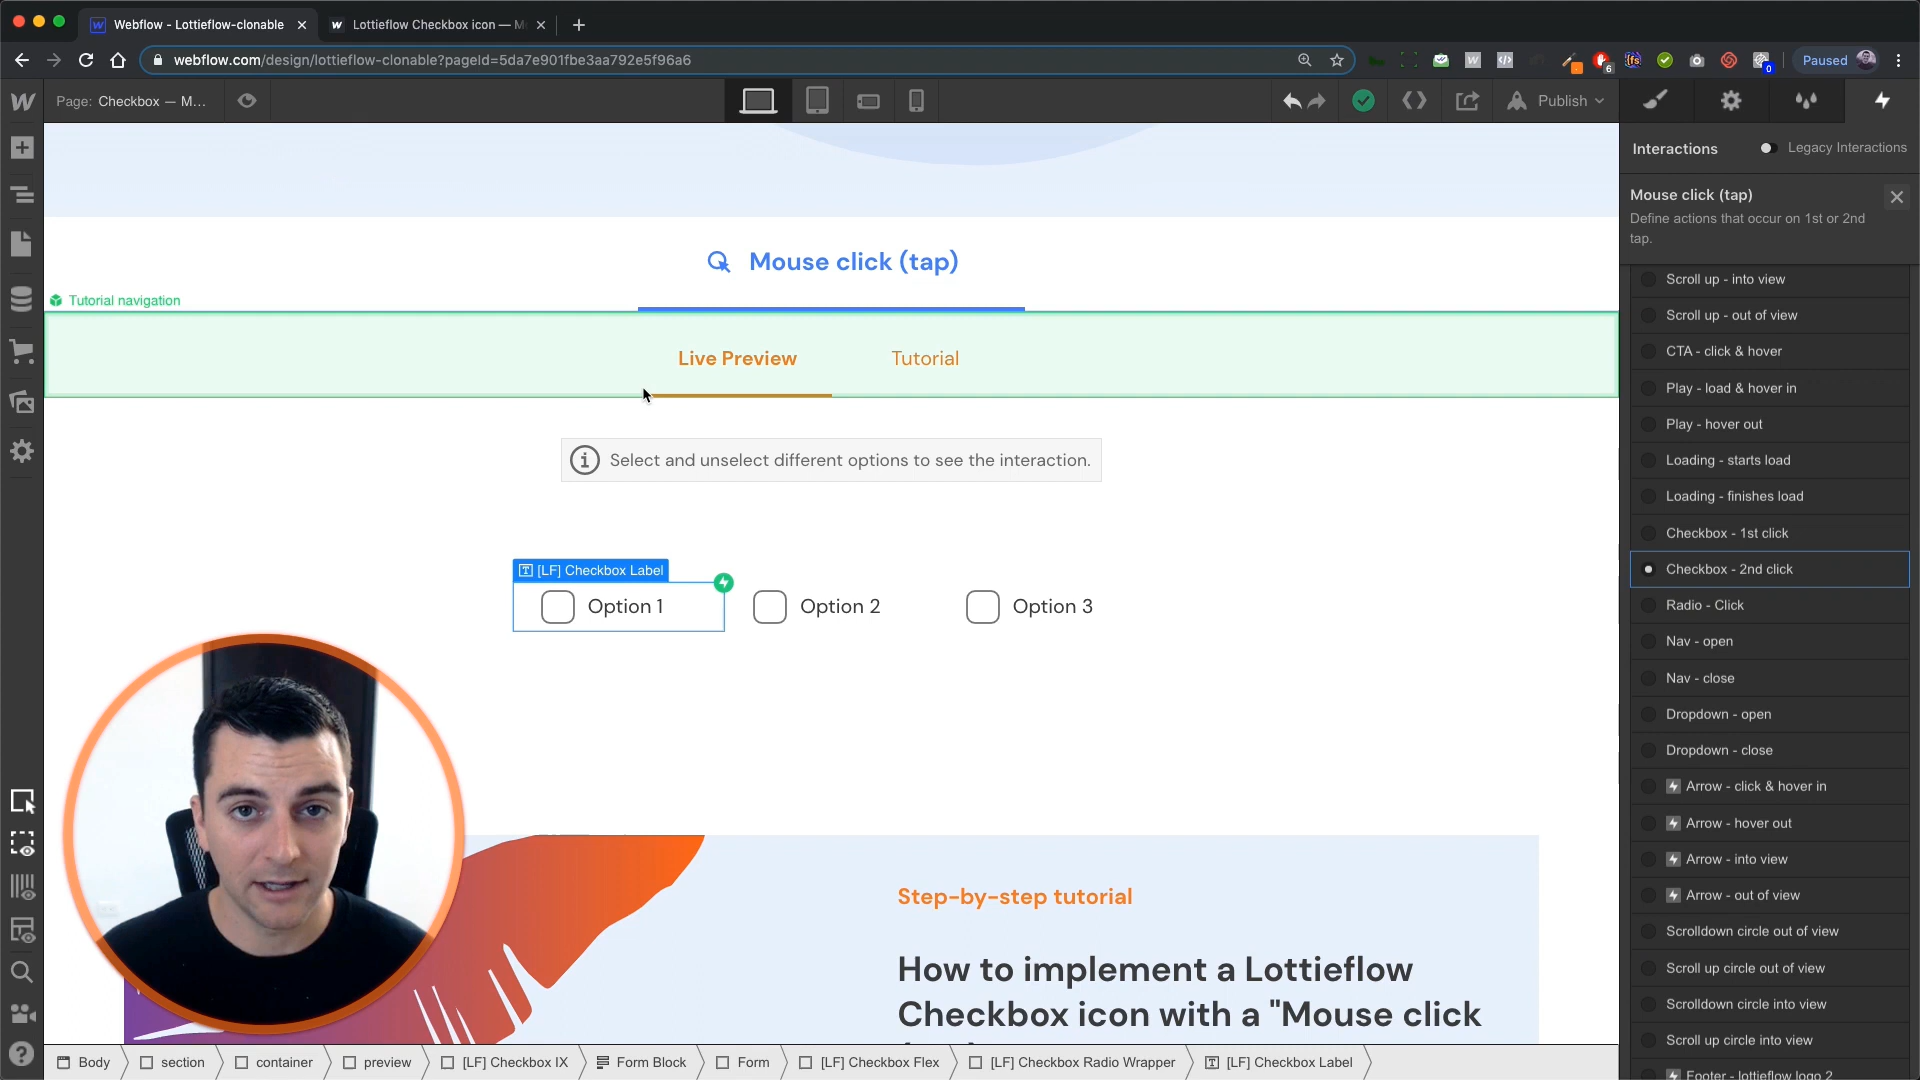 Webflow - Lottieflow-clonable
Lottieflow Checkbox icon — M
webflow.com/design/lottieflow-clonable?pageId=5da7e901fbe3aa792e5f96a6
6
0
Paused
Page: Checkbox — M...
Publish
Interactions
Legacy Interactions
Mouse click (tap)
Define actions that occur on 1st or 2nd
tap.
Mouse click (tap)
Tutorial navigation
Live Preview
Tutorial
Select and unselect different options to see the interaction.
[LF] Checkbox Label
Option 1
Option 2
Option 3
Step-by-step tutorial
How to implement a Lottieflow
Checkbox icon with a "Mouse click
Scroll up - into view
Scroll up - out of view
CTA - click & hover
Play - load & hover in
Play - hover out
Loading - starts load
Loading - finishes load
Checkbox - 1st click
Checkbox - 2nd click
Radio - Click
Nav - open
Nav - close
Dropdown - open
Dropdown - close
Arrow - click & hover in
Arrow - hover out
Arrow - into view
Arrow - out of view
Scrolldown circle out of view
Scroll up circle out of view
Scrolldown circle into view
Scroll up circle into view
Footer - lottieflow logo 2
Body
section
container
preview
[LF] Checkbox IX
Form Block
Form
[LF] Checkbox Flex
[LF] Checkbox Radio Wrapper
[LF] Checkbox Label